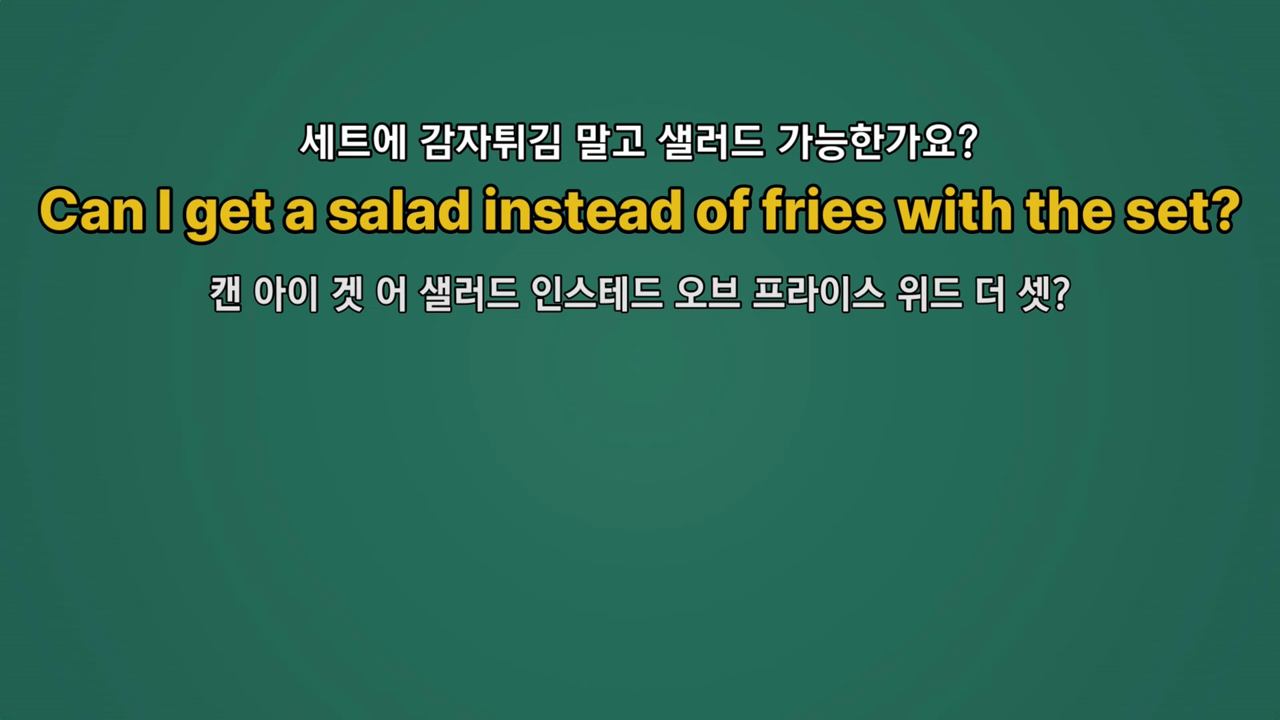 세트에 감자튀김 말고 샐러드 가능한가요?
Can I get a salad instead of fries with the set?
캔 아이 겟 어 샐러드 인스테드 오브 프라이스 위드 더 셋?